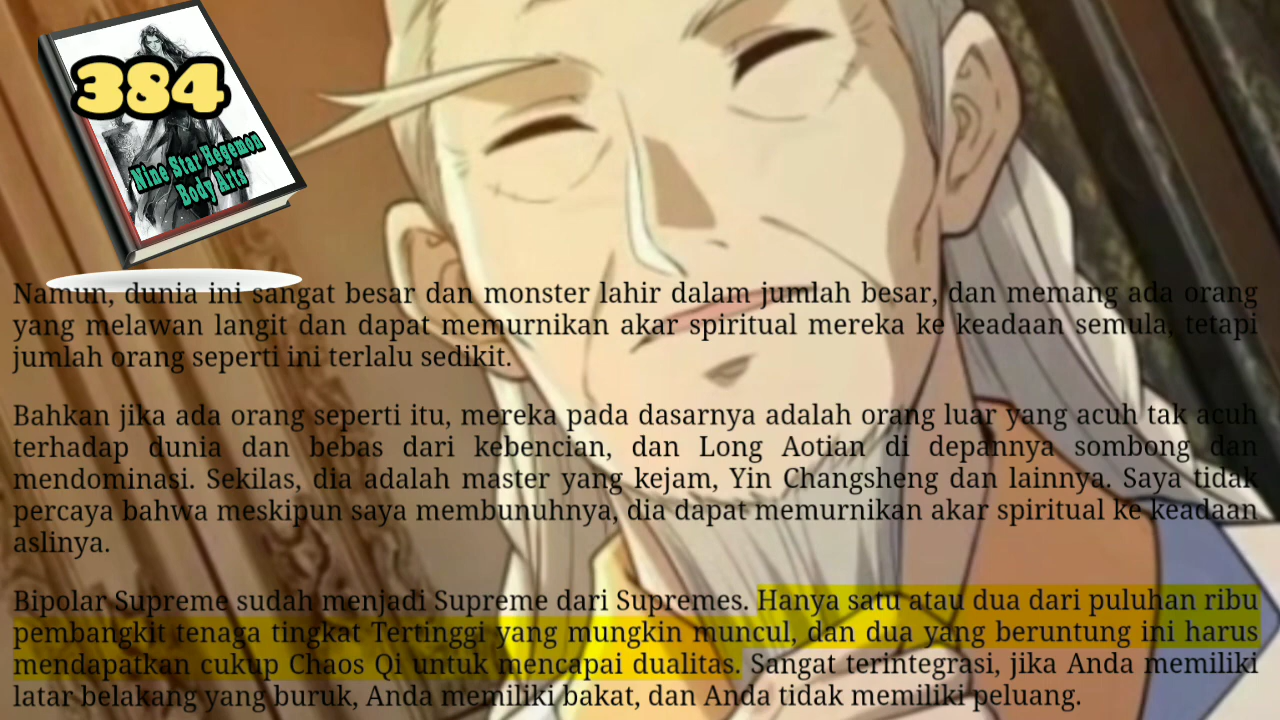 384
Nine Star Hegemon
Body Arts
Namun, dunia ini sangat besar dan monster lahir dalam jumlah besar, dan memang ada orang
yang melawan langit dan dapat memurnikan akar spiritual mereka ke keadaan semula, tetapi
jumlah orang seperti ini terlalu sedikit.
Bahkan jika ada orang seperti itu, mereka pada dasarnya adalah orang luar yang acuh tak acuh
terhadap dunia dan bebas dari kebencian, dan Long Aotian di depannya sombong dan
mendominasi. Sekilas, dia adalah master yang kejam, Yin Changsheng dan lainnya. Saya tidak
percaya bahwa meskipun saya membunuhnya, dia dapat memurnikan akar spiritual ke keadaan
aslinya.
Bipolar Supreme sudah menjadi Supreme dari Supremes. Hanya satu atau dua dari puluhan ribu
pembangkit tenaga tingkat Tertinggi yang mungkin muncul, dan dua yang beruntung ini harus
mendapatkan cukup Chaos Qi untuk mencapai dualitas. Sangat terintegrasi, jika Anda memiliki
latar belakang yang buruk, Anda memiliki bakat, dan Anda tidak memiliki peluang.